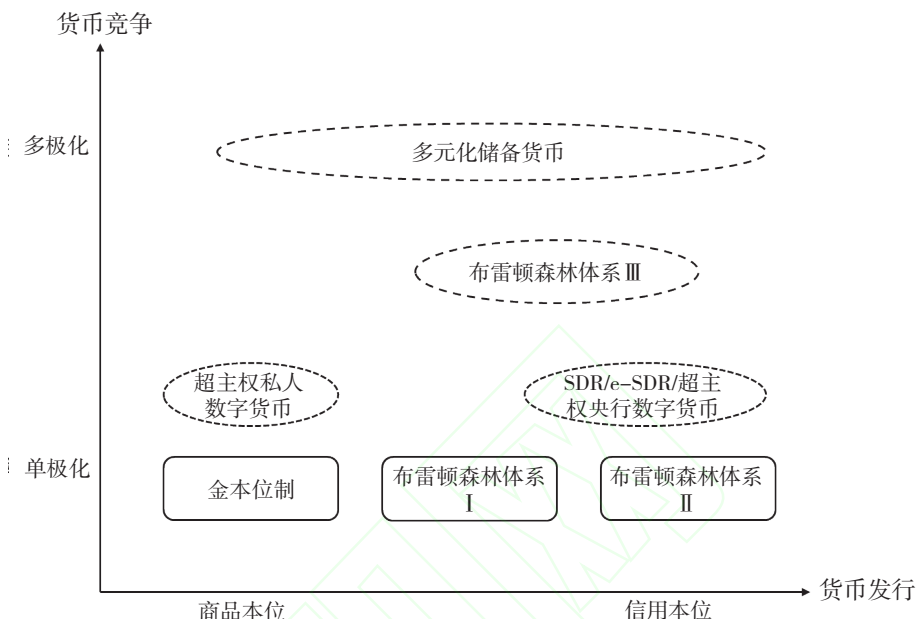 货币竞争
多极化
多元化储备货币
布雷顿森林体系Ⅲ
超主权私人
数字货币
SDR/e-SDR/超主
权央行数字货币
单极化
金本位制
布雷顿森林体系
Ⅰ
布雷顿森林体系
Ⅱ
货币发行
商品本位
信用本位